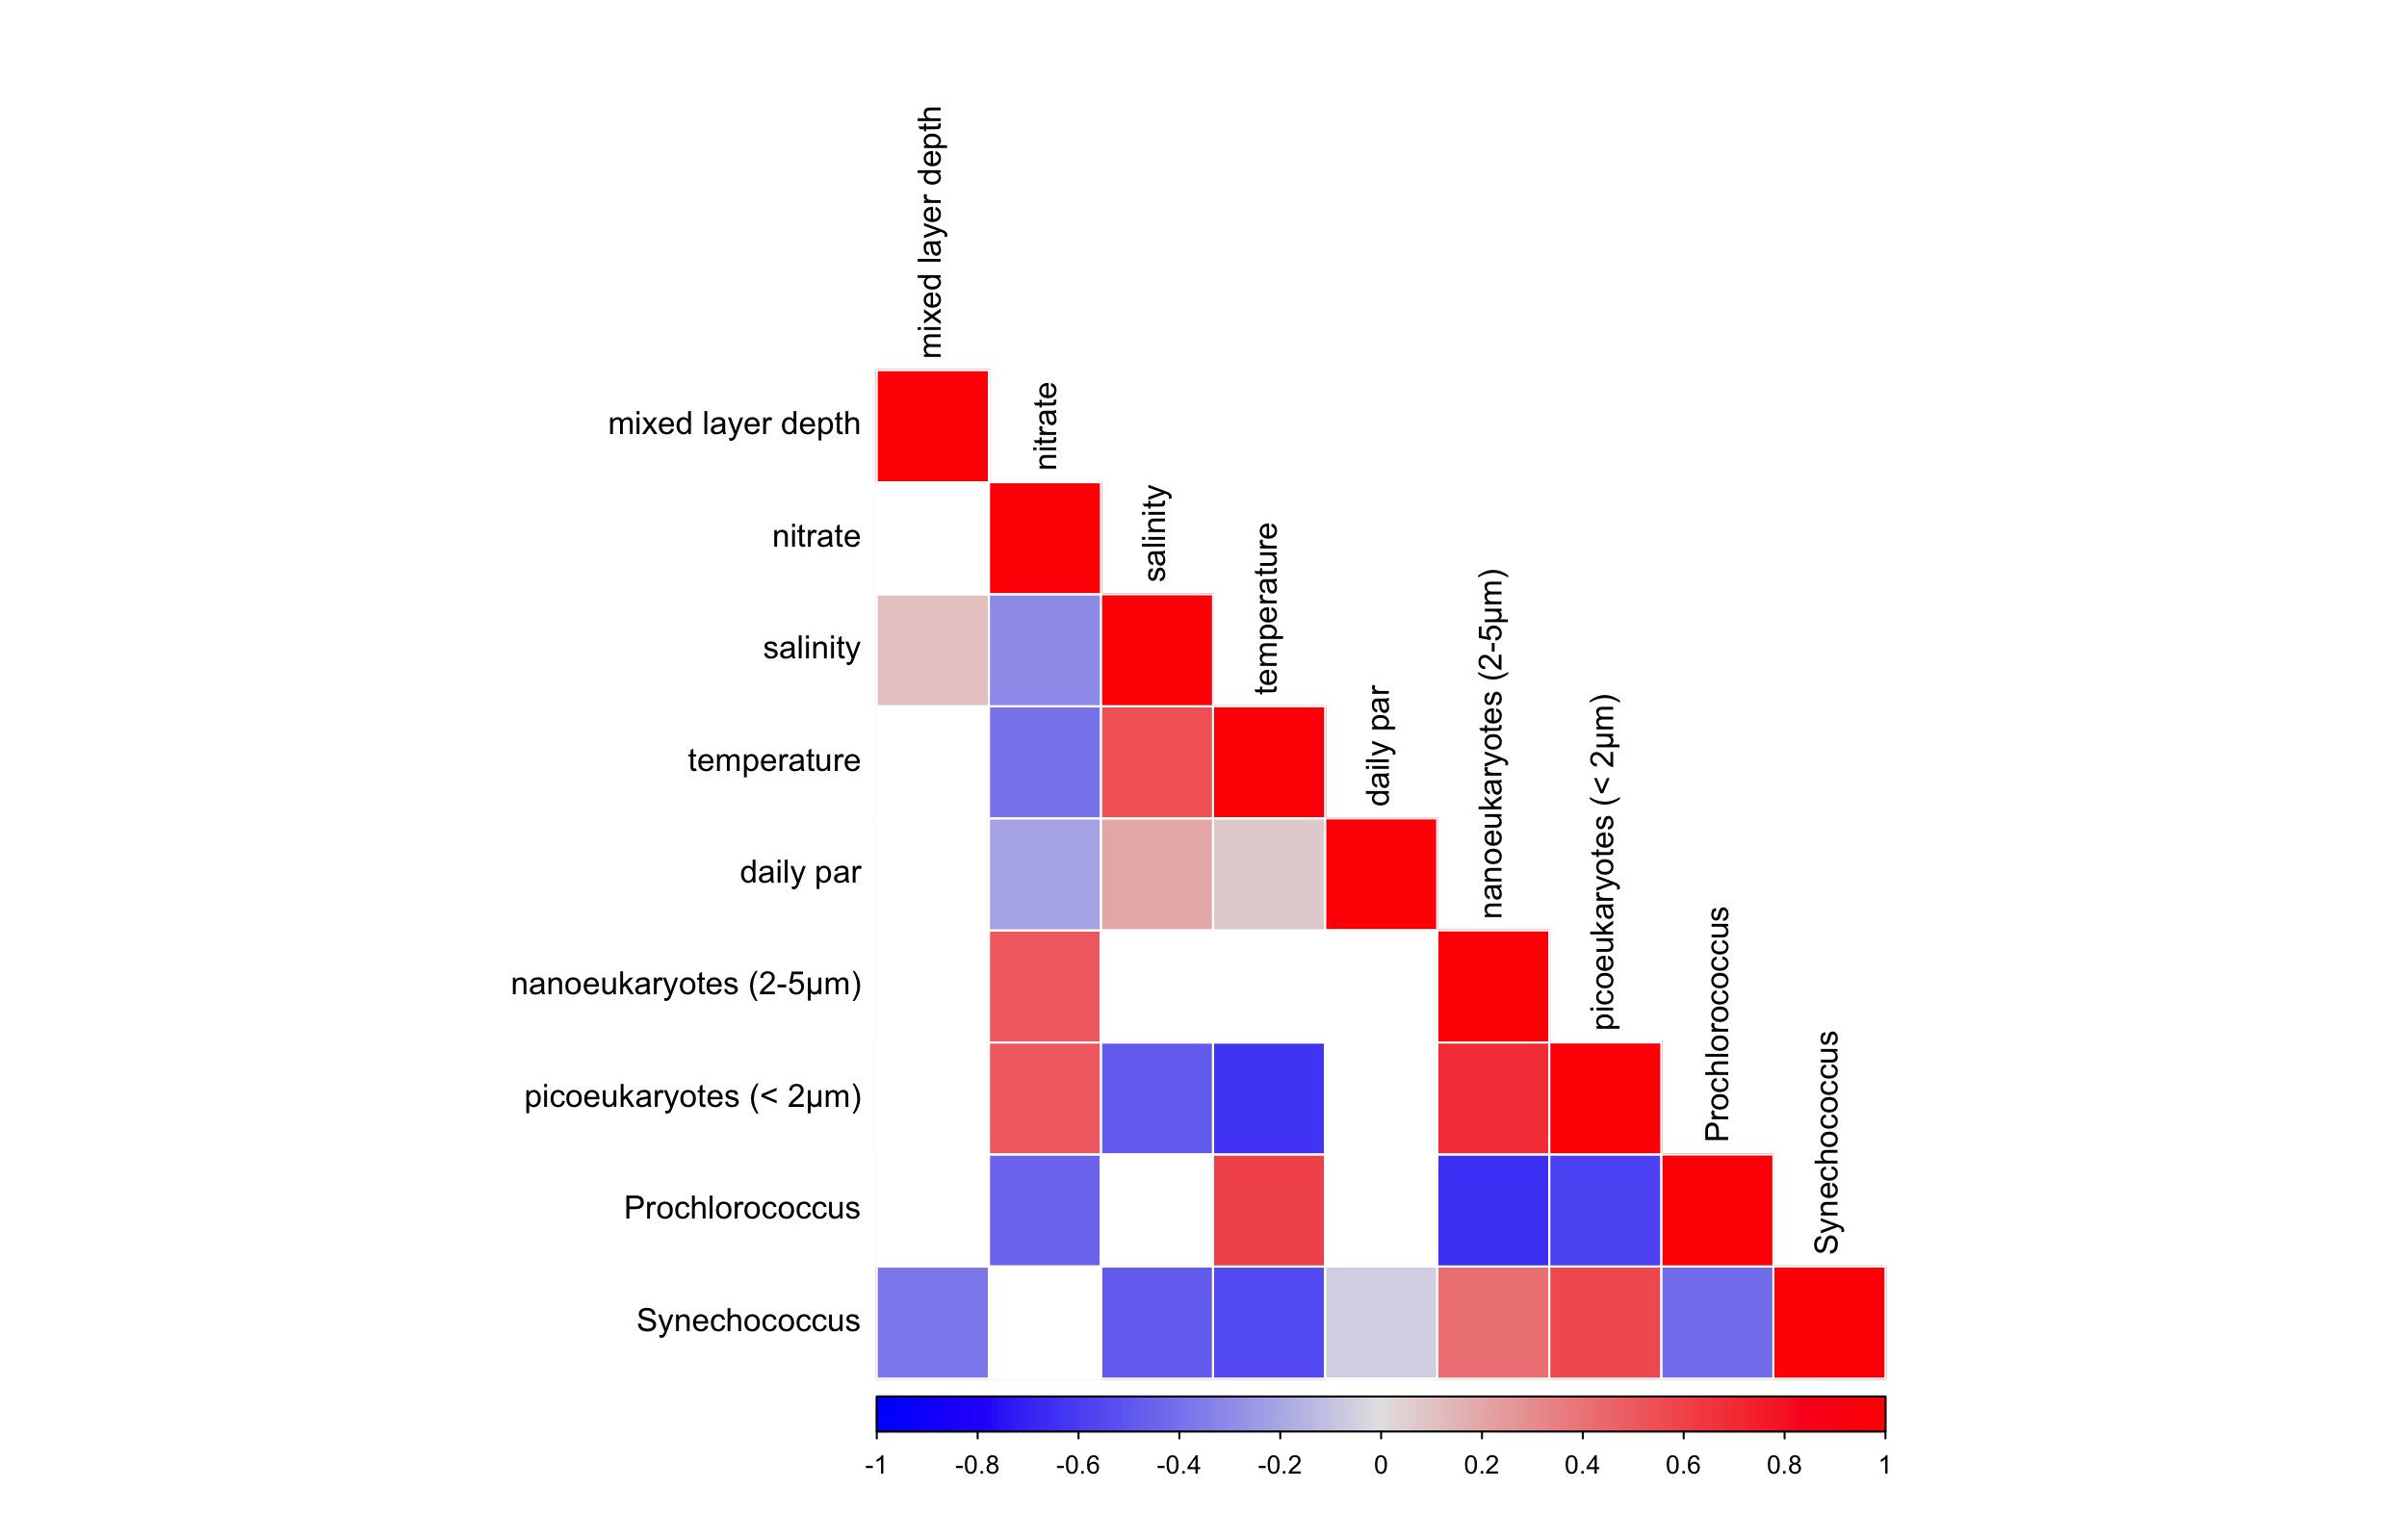 mixed layer depth
nitrate
salinity
temperature
daily par
nanoeukaryotes (2-5µm)
picoeukaryotes (< 2µm)
Prochlorococcus
Synechococcus
mixed layer depth
nitrate
salinity
temperature
daily par
nanoeukaryotes (2-5µm)
picoeukaryotes (< 2µm)
Prochlorococcus
Synechococcus
-1 -0.8 -0.6 -0.4 -0.2 0 0.2 0.4 0.6 0.8 1